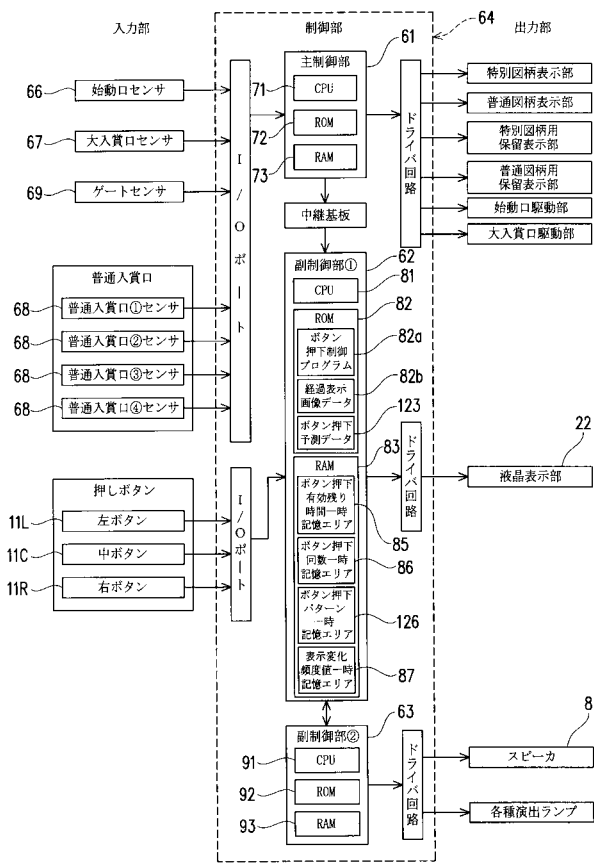 入力部
制御部
64
出力部
66
始動口センサ
67
大入賞口センサ
69
ゲートセンサ
普通入賞口
68
普通入賞口①センサ
68
普通入賞口②センサ
68
普通入賞口③センサ
68
普通入賞口④センサ
押しボタン
11L
左ボタン
11C
中ボタン
11R
右ボタン
I/Oポート
I/Oポート
61
主制御部
71
CPU
72
ROM
73
RAM
中継基板
副制御部①
62
CPU
81
ROM
82
ボタン
押下制御
プログラム
82a
経過表示
画像データ
82b
ボタン押下
予測データ
123
RAM
83
ボタン押下
有効残り
時間一時
記憶エリア
85
ボタン押下
回数一時
記憶エリア
86
ボタン押下
パターン
一時
記憶エリア
126
表示変化
頻度値一時
記憶エリア
87
副制御部②
63
91
CPU
92
ROM
93
RAM
ドライバ回路
ドライバ回路
ドライバ回路
特別図柄表示部
普通図柄表示部
特別図柄用
保留表示部
普通図柄用
保留表示部
始動口駆動部
大入賞口駆動部
22
液晶表示部
8
スピーカ
各種演出ランプ